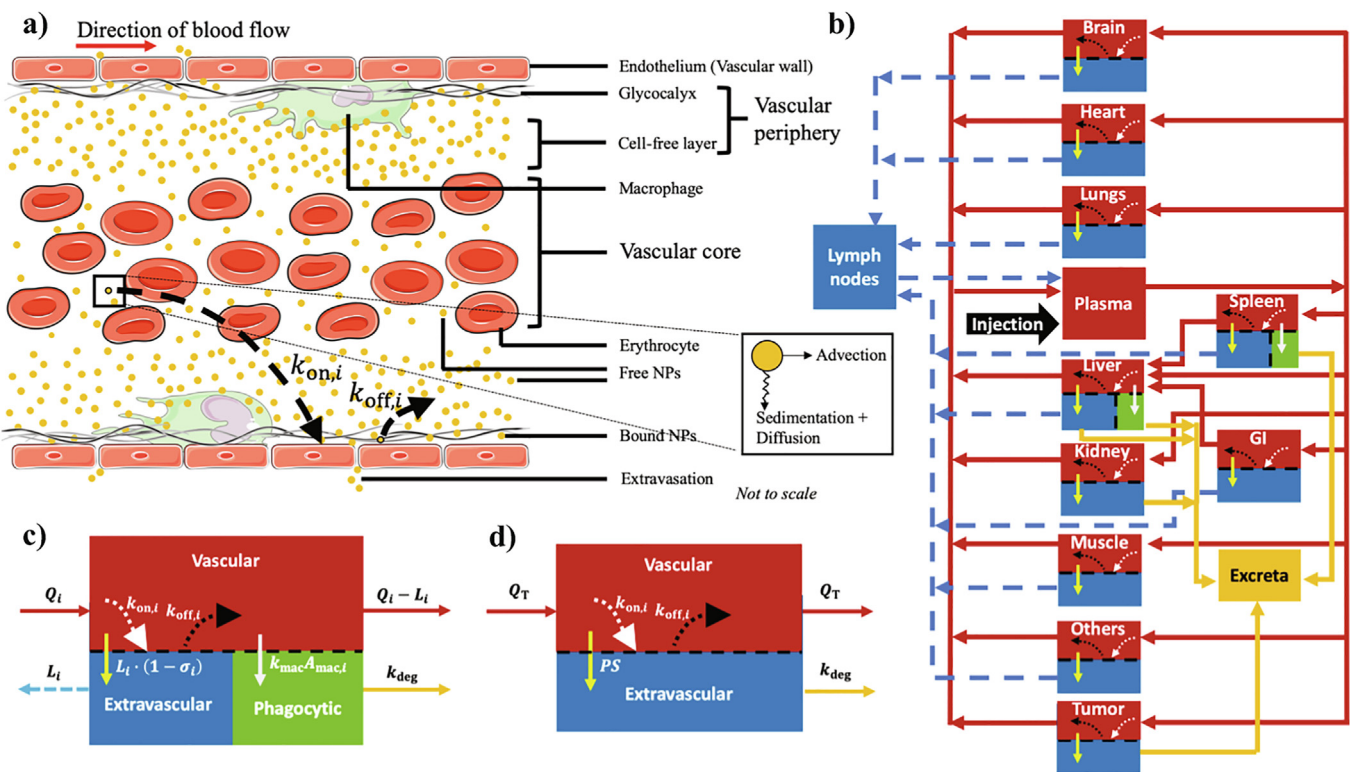 a)
Direction of blood flow
Endothelium (Vascular wall)
Glycocalyx
Vascular
periphery
Cell-free layer
Macrophage
Vascular core
Erythrocyte
Free NPs
k_on,i
k_off,i
Bound NPs
Extravasation
Advection
Sedimentation +
Diffusion
Not to scale
b)
Brain
Heart
Lungs
Lymph
nodes
Plasma
Injection
Spleen
Liver
GI
Kidney
Muscle
Excreta
Others
Tumor
c)
Vascular
Q_i
k_on,i
k_off,i
Q_i − L_i
L_i · (1 − σ_i)
k_mac A_mac,i
L_i
k_deg
Extravascular
Phagocytic
d)
Vascular
Q_T
k_on,i
k_off,i
Q_T
PS
k_deg
Extravascular